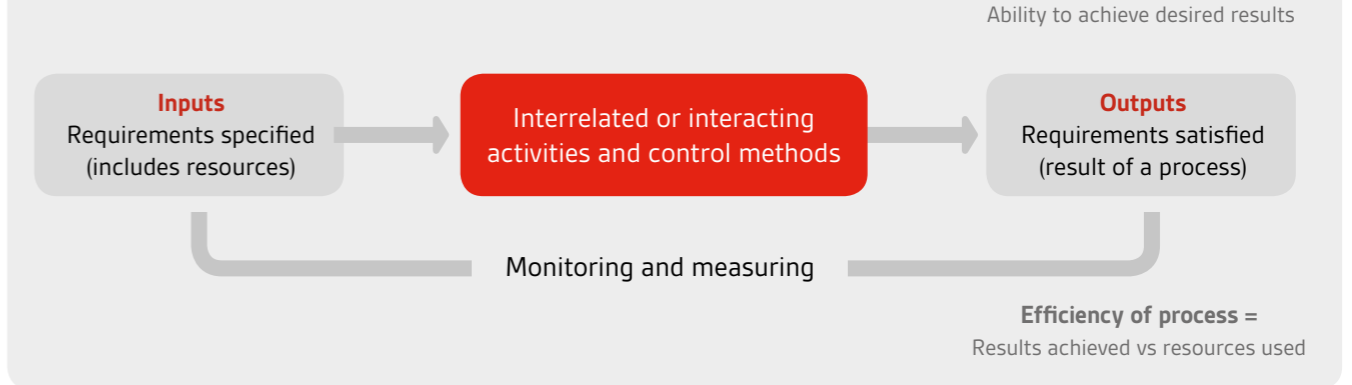 Ability to achieve desired results
Inputs
Requirements specified
(includes resources)
Interrelated or interacting
activities and control methods
Outputs
Requirements satisfied
(result of a process)
Monitoring and measuring
Efficiency of process =
Results achieved vs resources used